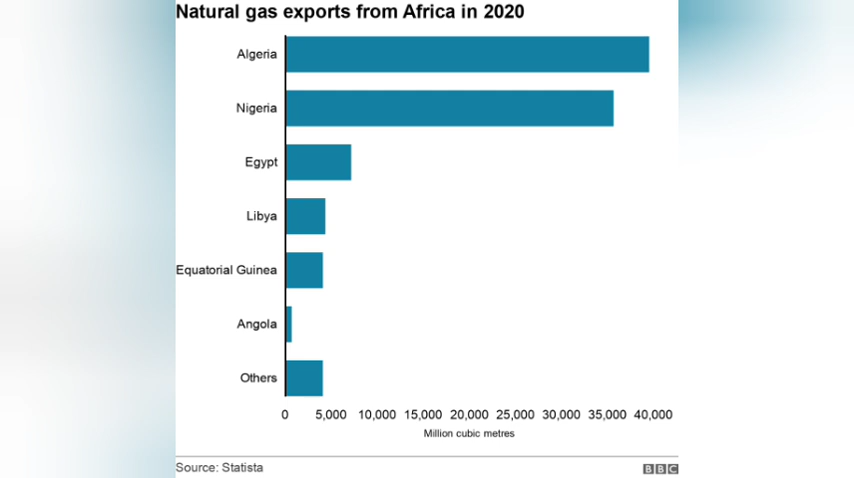 Natural gas exports from Africa in 2020
Algeria
Nigeria
Egypt
Libya
Equatorial Guinea
Angola
Others
0 5,000 10,000 15,000 20,000 25,000 30,000 35,000 40,000
Million cubic metres
Source: Statista BBC